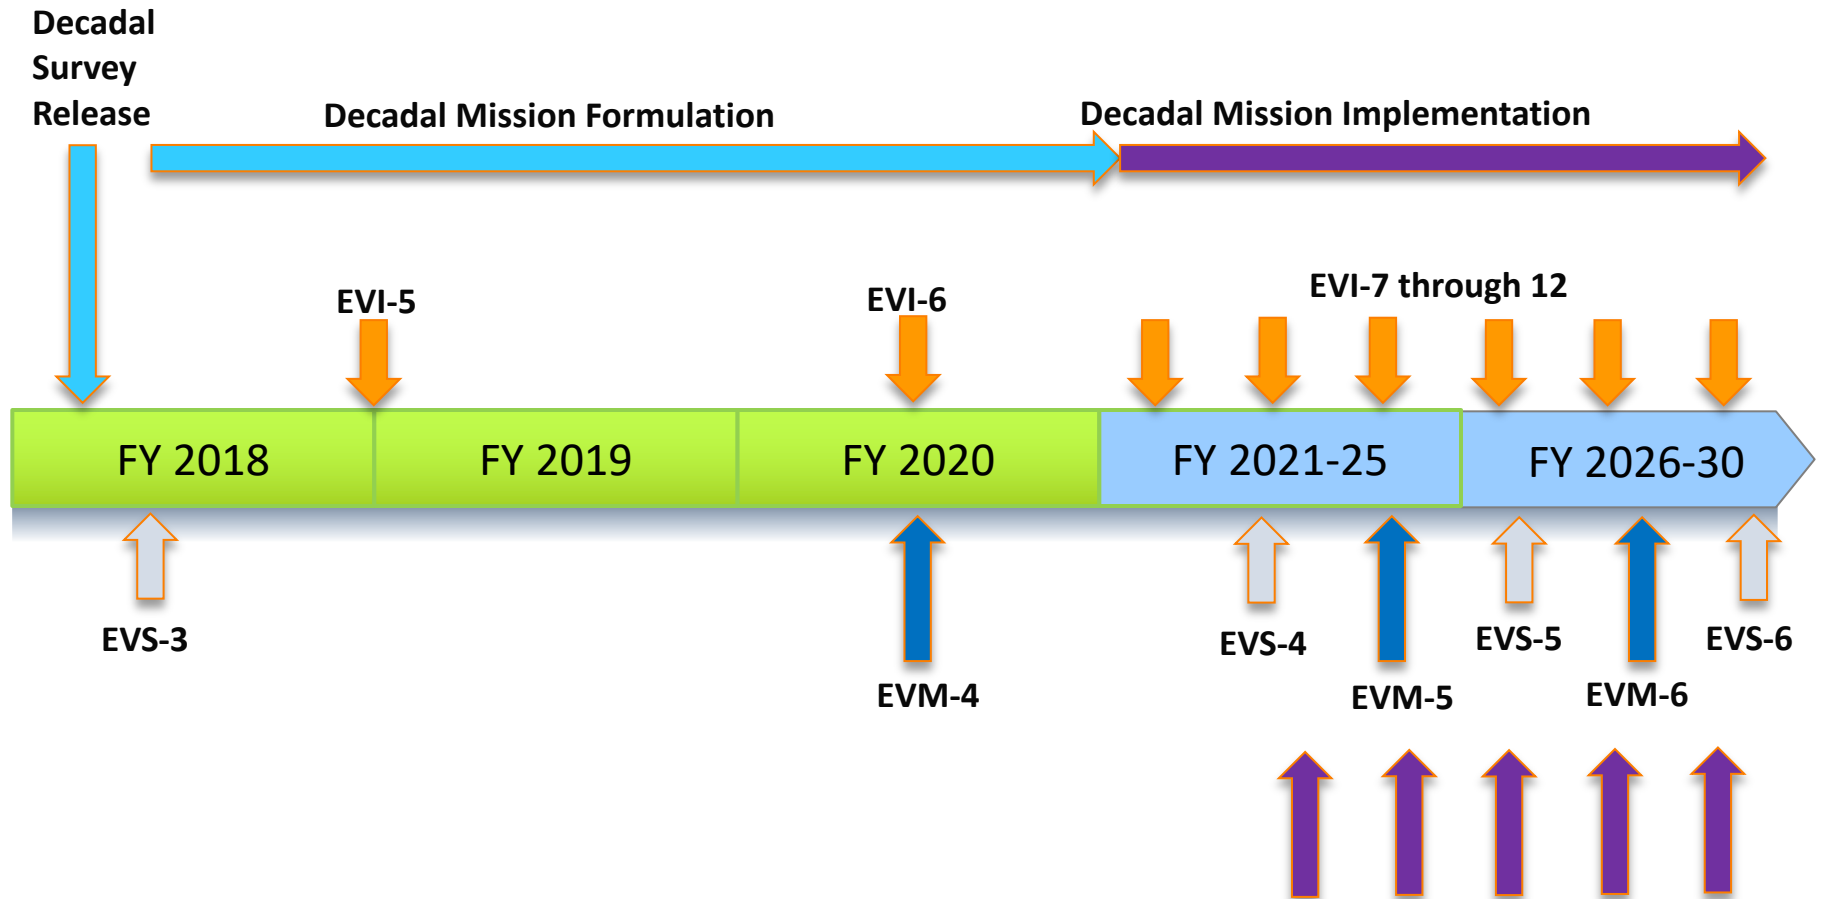 Decadal
Survey
Release
Decadal Mission Formulation
Decadal Mission Implementation
EVI-5
EVI-6
EVI-7 through 12
FY 2018
FY 2019
FY 2020
FY 2021-25
FY 2026-30
EVS-3
EVS-4
EVS-5
EVS-6
EVM-4
EVM-5
EVM-6